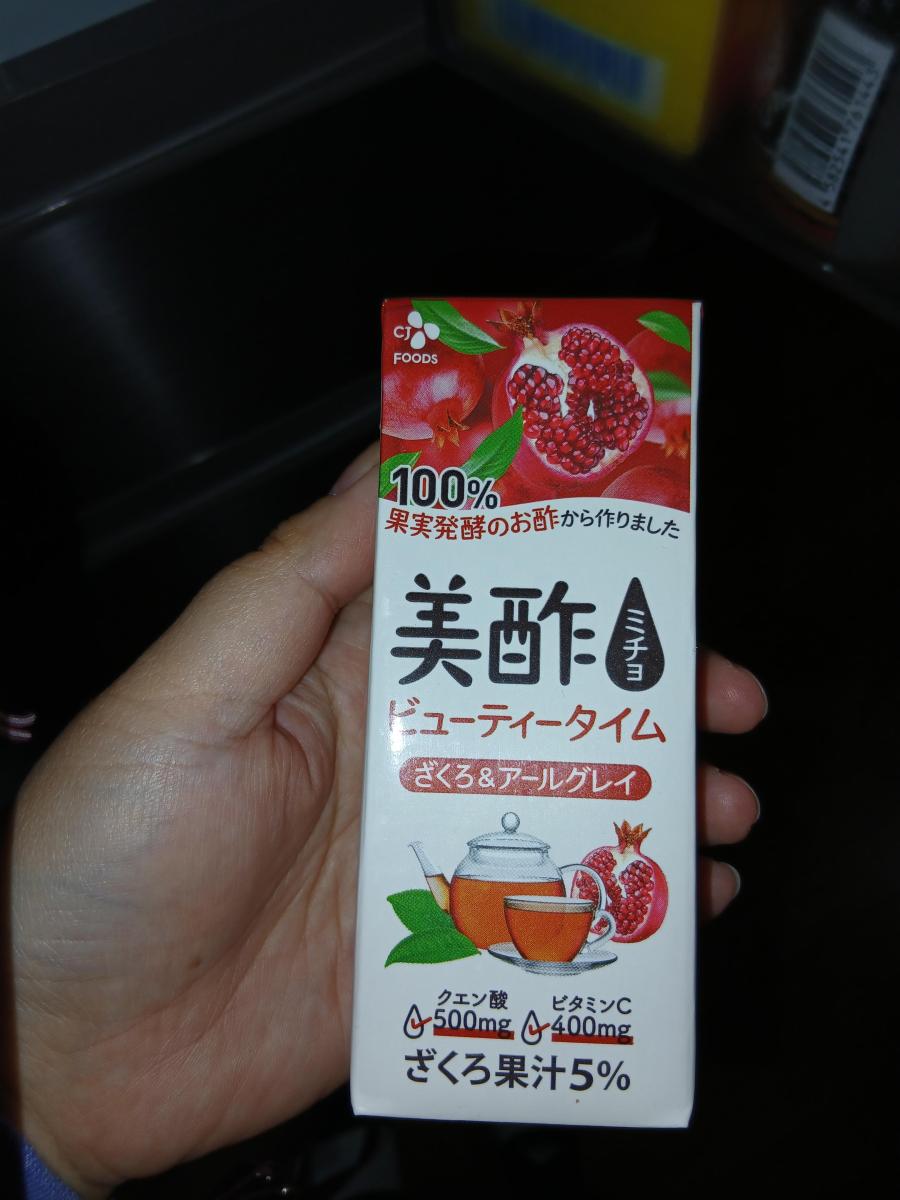 CJ
FOODS
100%
果実発酵のお酢から作りました
美酢
ミチョ
ビューティータイム
ざくろ&アールグレイ
クエン酸
500mg
ビタミンC
400mg
ざくろ果汁5%